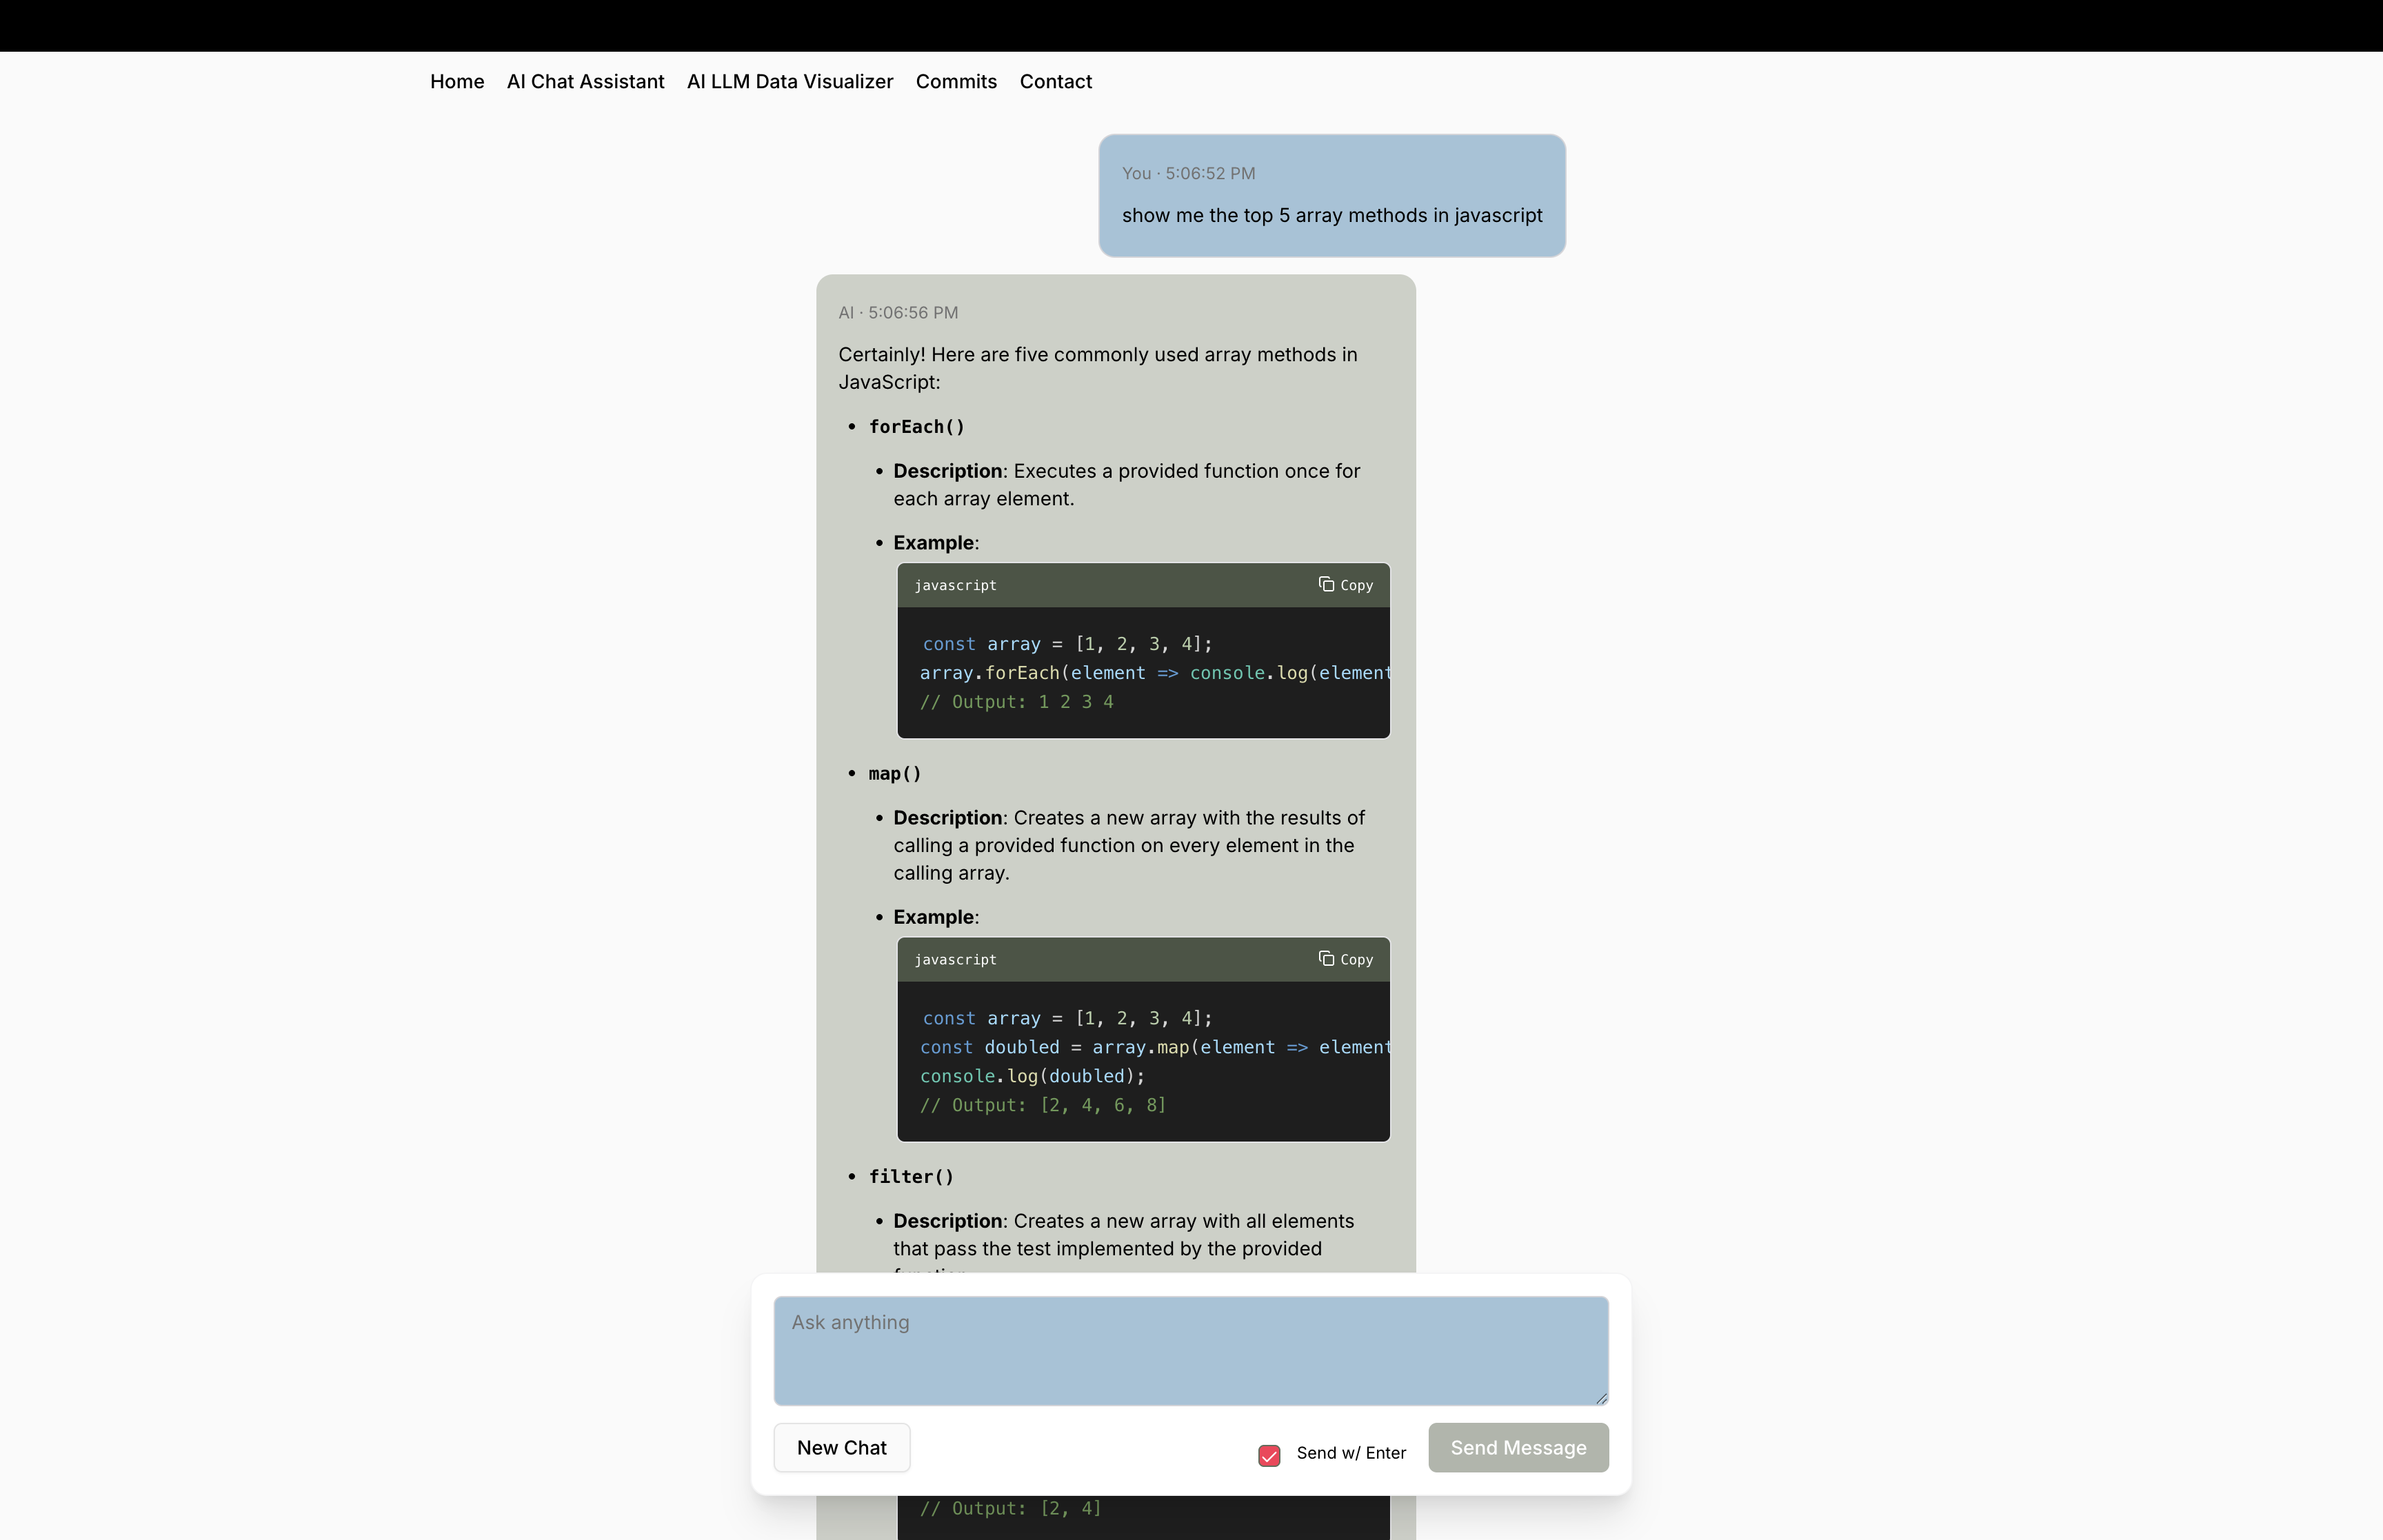 Home AI Chat Assistant AI LLM Data Visualizer Commits Contact
You · 5:06:52 PM
show me the top 5 array methods in javascript
AI · 5:06:56 PM
Certainly! Here are five commonly used array methods in
JavaScript:
• forEach()
• Description: Executes a provided function once for
each array element.
• Example:
javascript Copy
const array = [1, 2, 3, 4];
array.forEach(element => console.log(element
// Output: 1 2 3 4
• map()
• Description: Creates a new array with the results of
calling a provided function on every element in the
calling array.
• Example:
javascript Copy
const array = [1, 2, 3, 4];
const doubled = array.map(element => element
console.log(doubled);
// Output: [2, 4, 6, 8]
• filter()
• Description: Creates a new array with all elements
that pass the test implemented by the provided
Ask anything
New Chat Send w/ Enter Send Message
// Output: [2, 4]